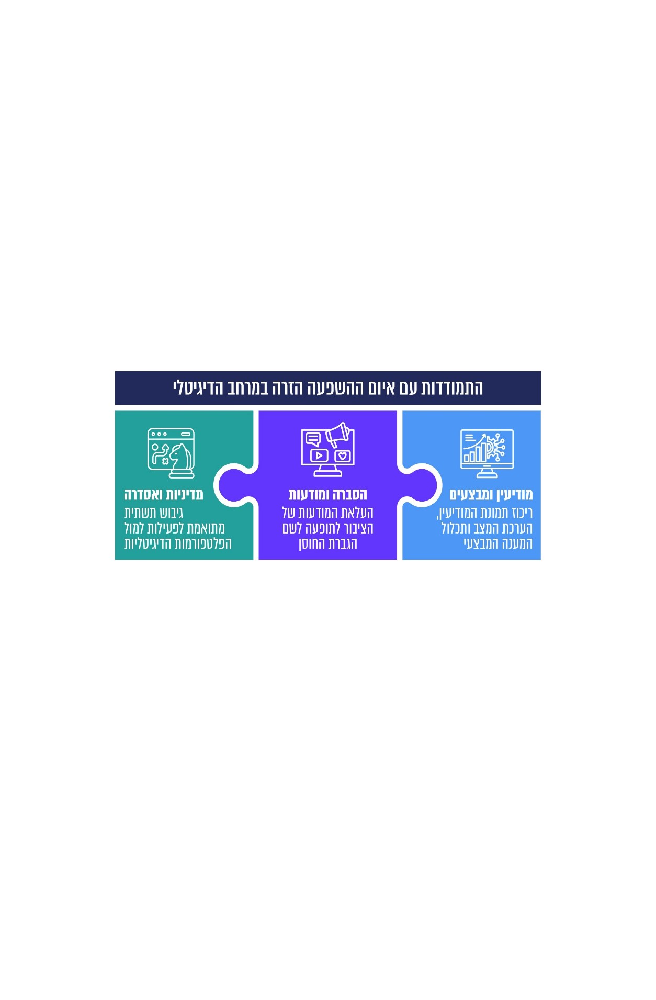 התמודדות עם איום ההשפעה הזרה במרחב הדיגיטלי
מודיעין ומבצעים
ריכוז תמונת המודיעין,
הערכת המצב ותכלול
המענה המבצעי
הסברה ומודעות
העלאת המודעות של
הציבור לתופעה לשם
הגברת החוסן
מדיניות ואסדרה
גיבוש תשתית
מתואמת לפעילות למול
הפלטפורמות הדיגיטליות